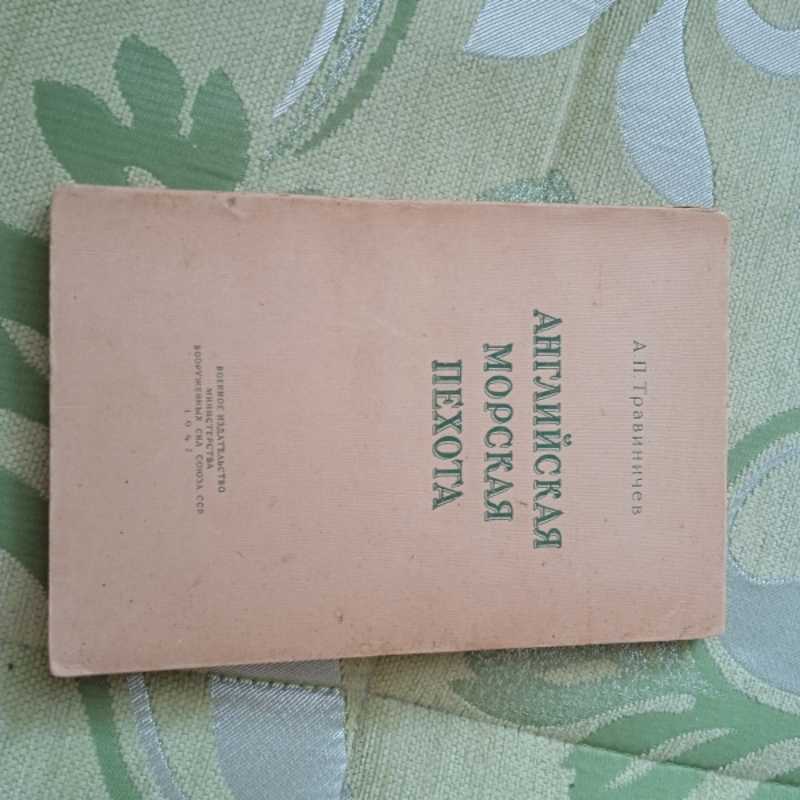 А.П. Травиничев
АНГЛИЙСКАЯ
МОРСКАЯ
ПЕХОТА
ВОЕННОЕ ИЗДАТЕЛЬСТВО
МИНИСТЕРСТВА
ВООРУЖЕННЫХ СИЛ СОЮЗА ССР
1947